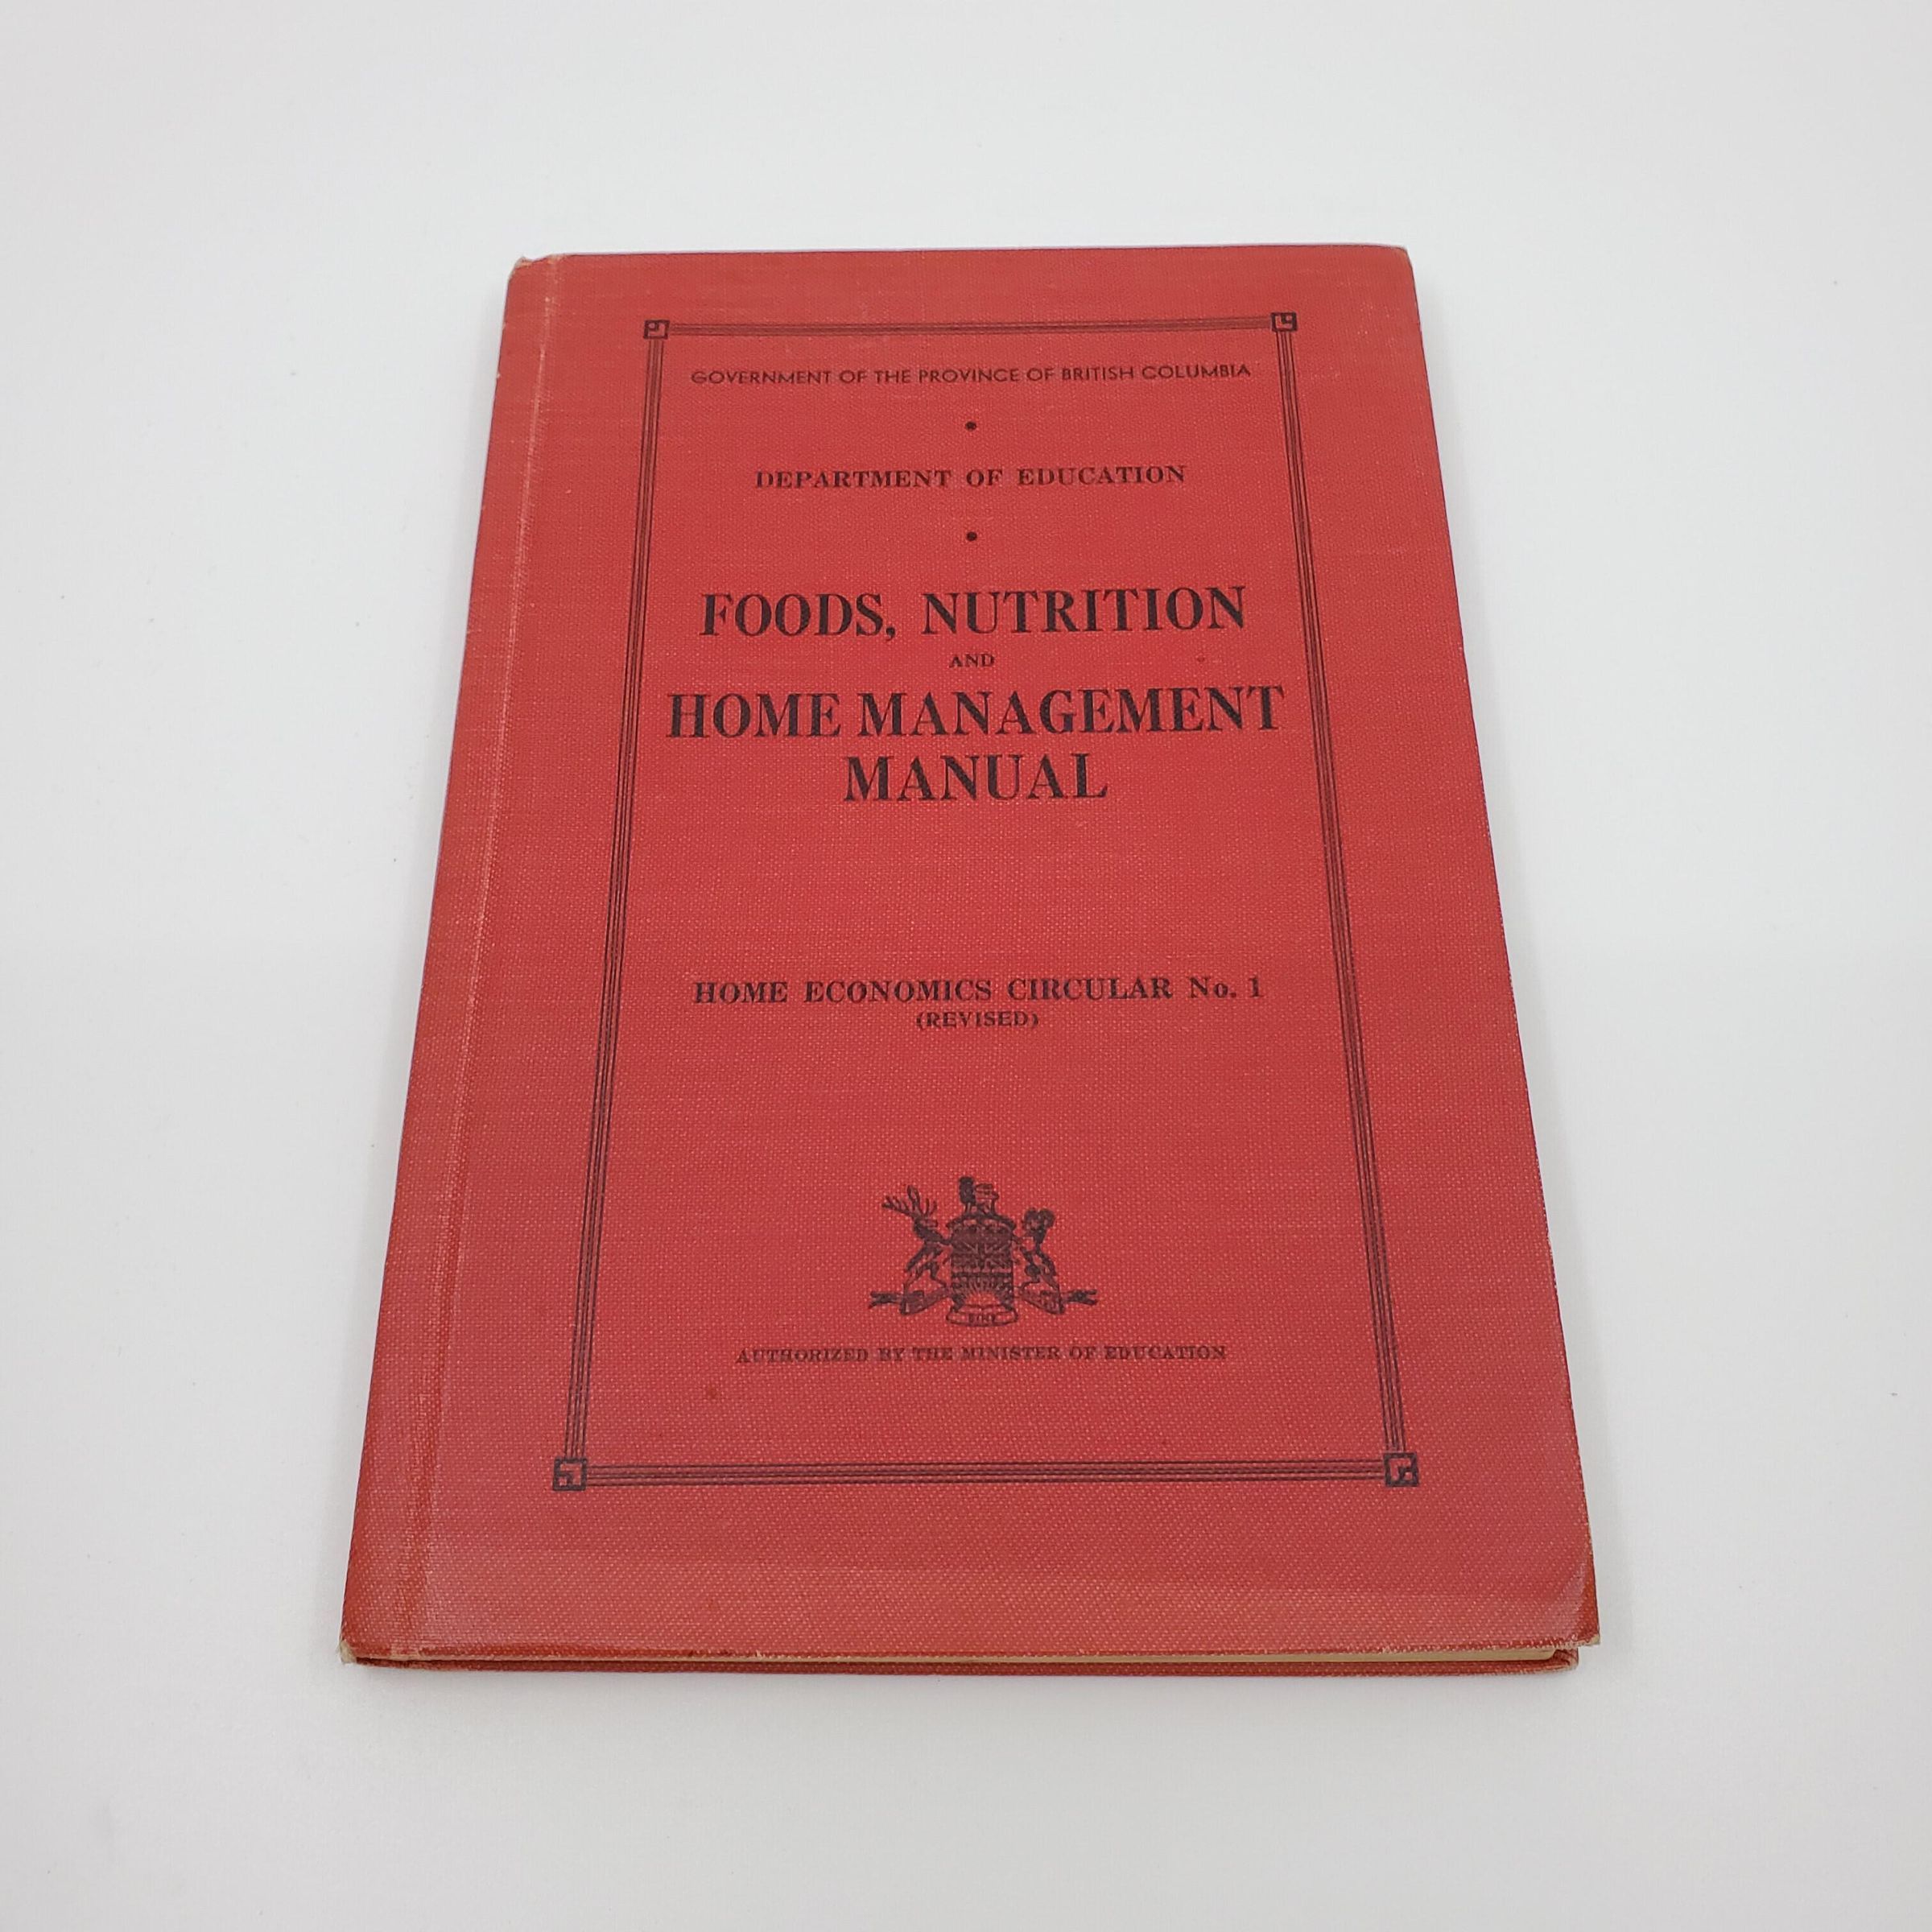 GOVERNMENT OF THE PROVINCE OF BRITISH COLUMBIA
DEPARTMENT OF EDUCATION
FOODS, NUTRITION
AND
HOME MANAGEMENT
MANUAL
HOME ECONOMICS CIRCULAR No. 1
(REVISED)
AUTHORIZED BY THE MINISTER OF EDUCATION